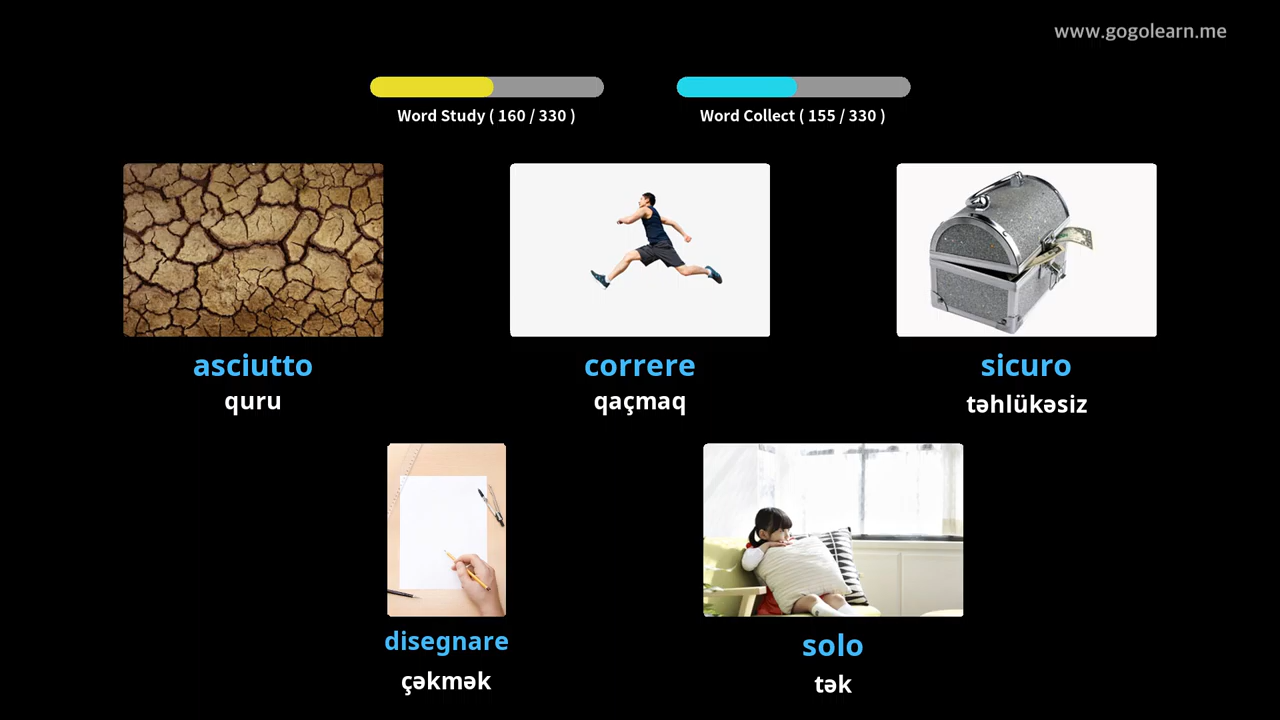 www.gogolearn.me
Word Study ( 160 / 330 )
Word Collect ( 155 / 330 )
asciutto
quru
correre
qaçmaq
sicuro
təhlükəsiz
disegnare
çəkmək
solo
tək